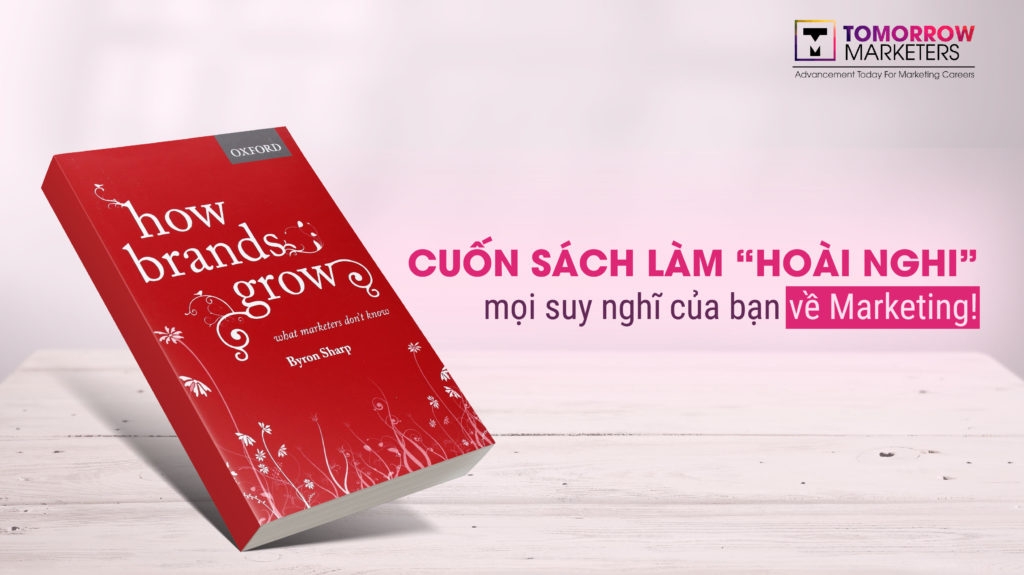 TOMORROW
MARKETERS
Advancement Today For Marketing Careers
OXFORD
how
brands
grow
what marketers don't know
Byron Sharp
CUỐN SÁCH LÀM “HOÀI NGHI”
mọi suy nghĩ của bạn về Marketing!